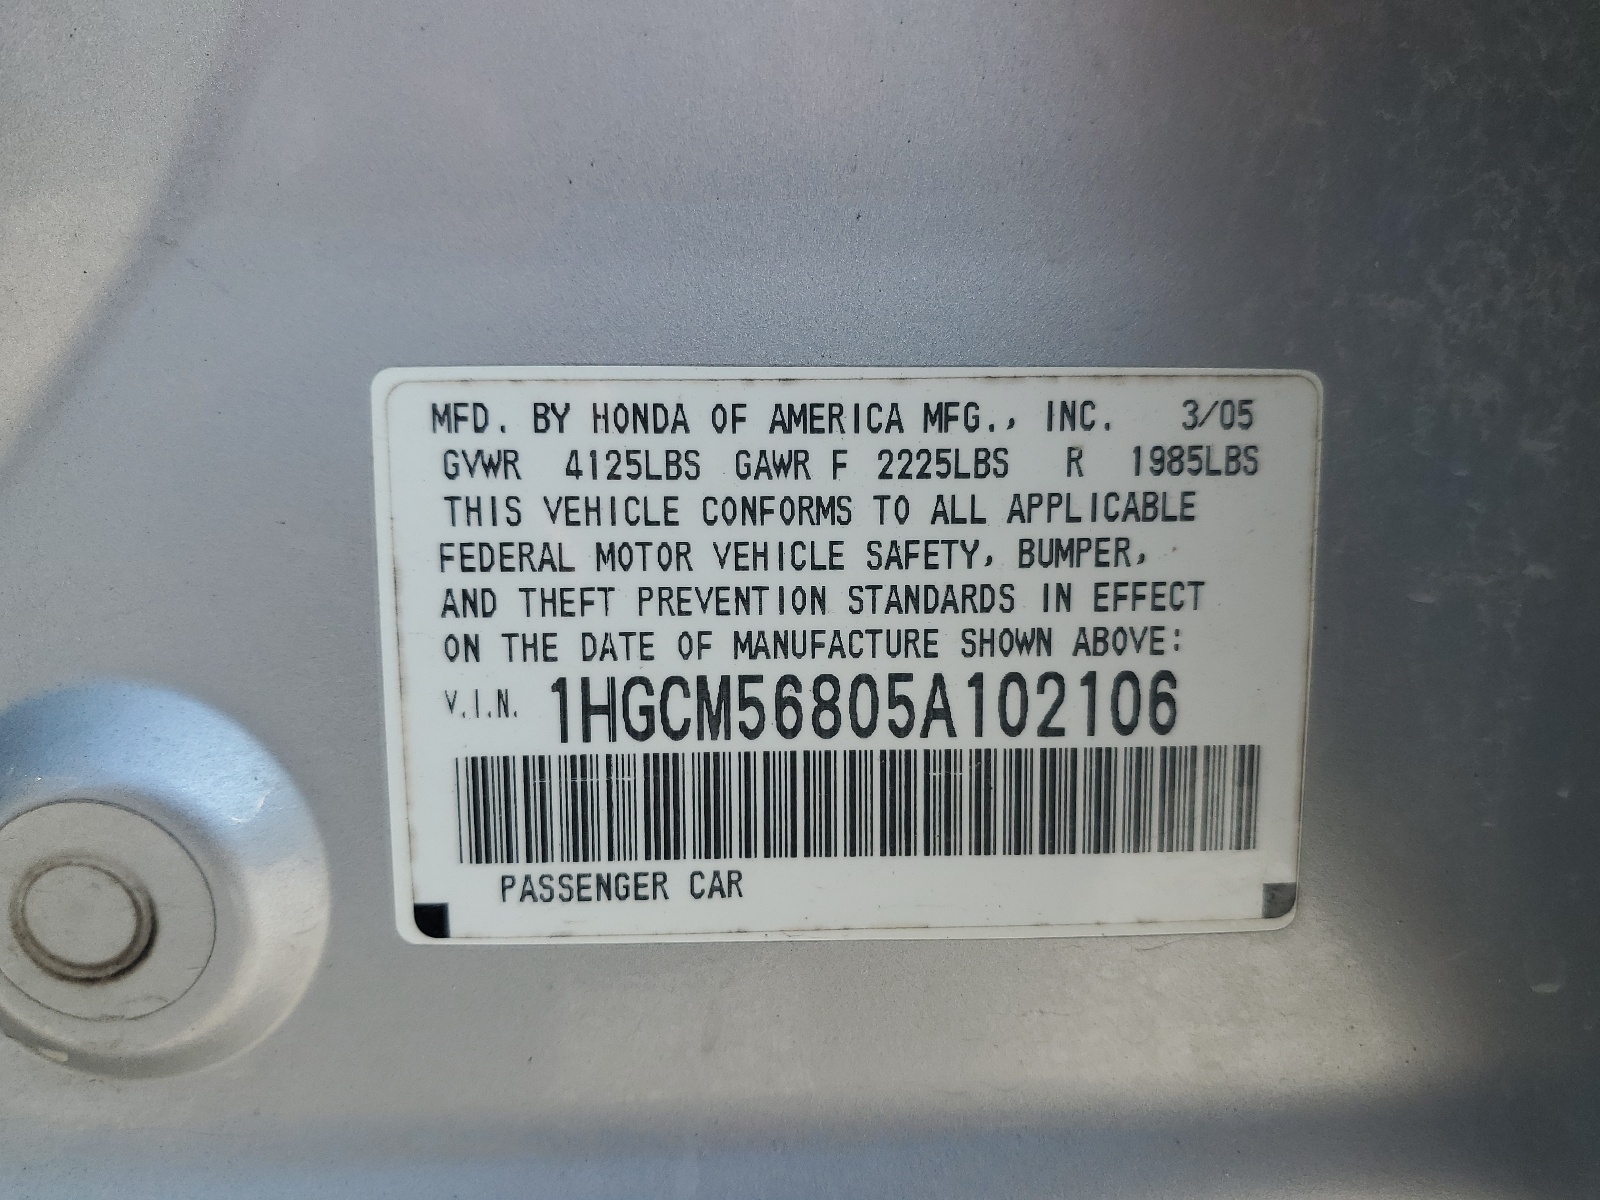 MFD. BY HONDA OF AMERICA MFG., INC. 3/05
GVWR 4125LBS GAWR F 2225LBS R 1985LBS
THIS VEHICLE CONFORMS TO ALL APPLICABLE
FEDERAL MOTOR VEHICLE SAFETY, BUMPER,
AND THEFT PREVENTION STANDARDS IN EFFECT
ON THE DATE OF MANUFACTURE SHOWN ABOVE:
V.I.N. 1HGCM56805A102106
PASSENGER CAR